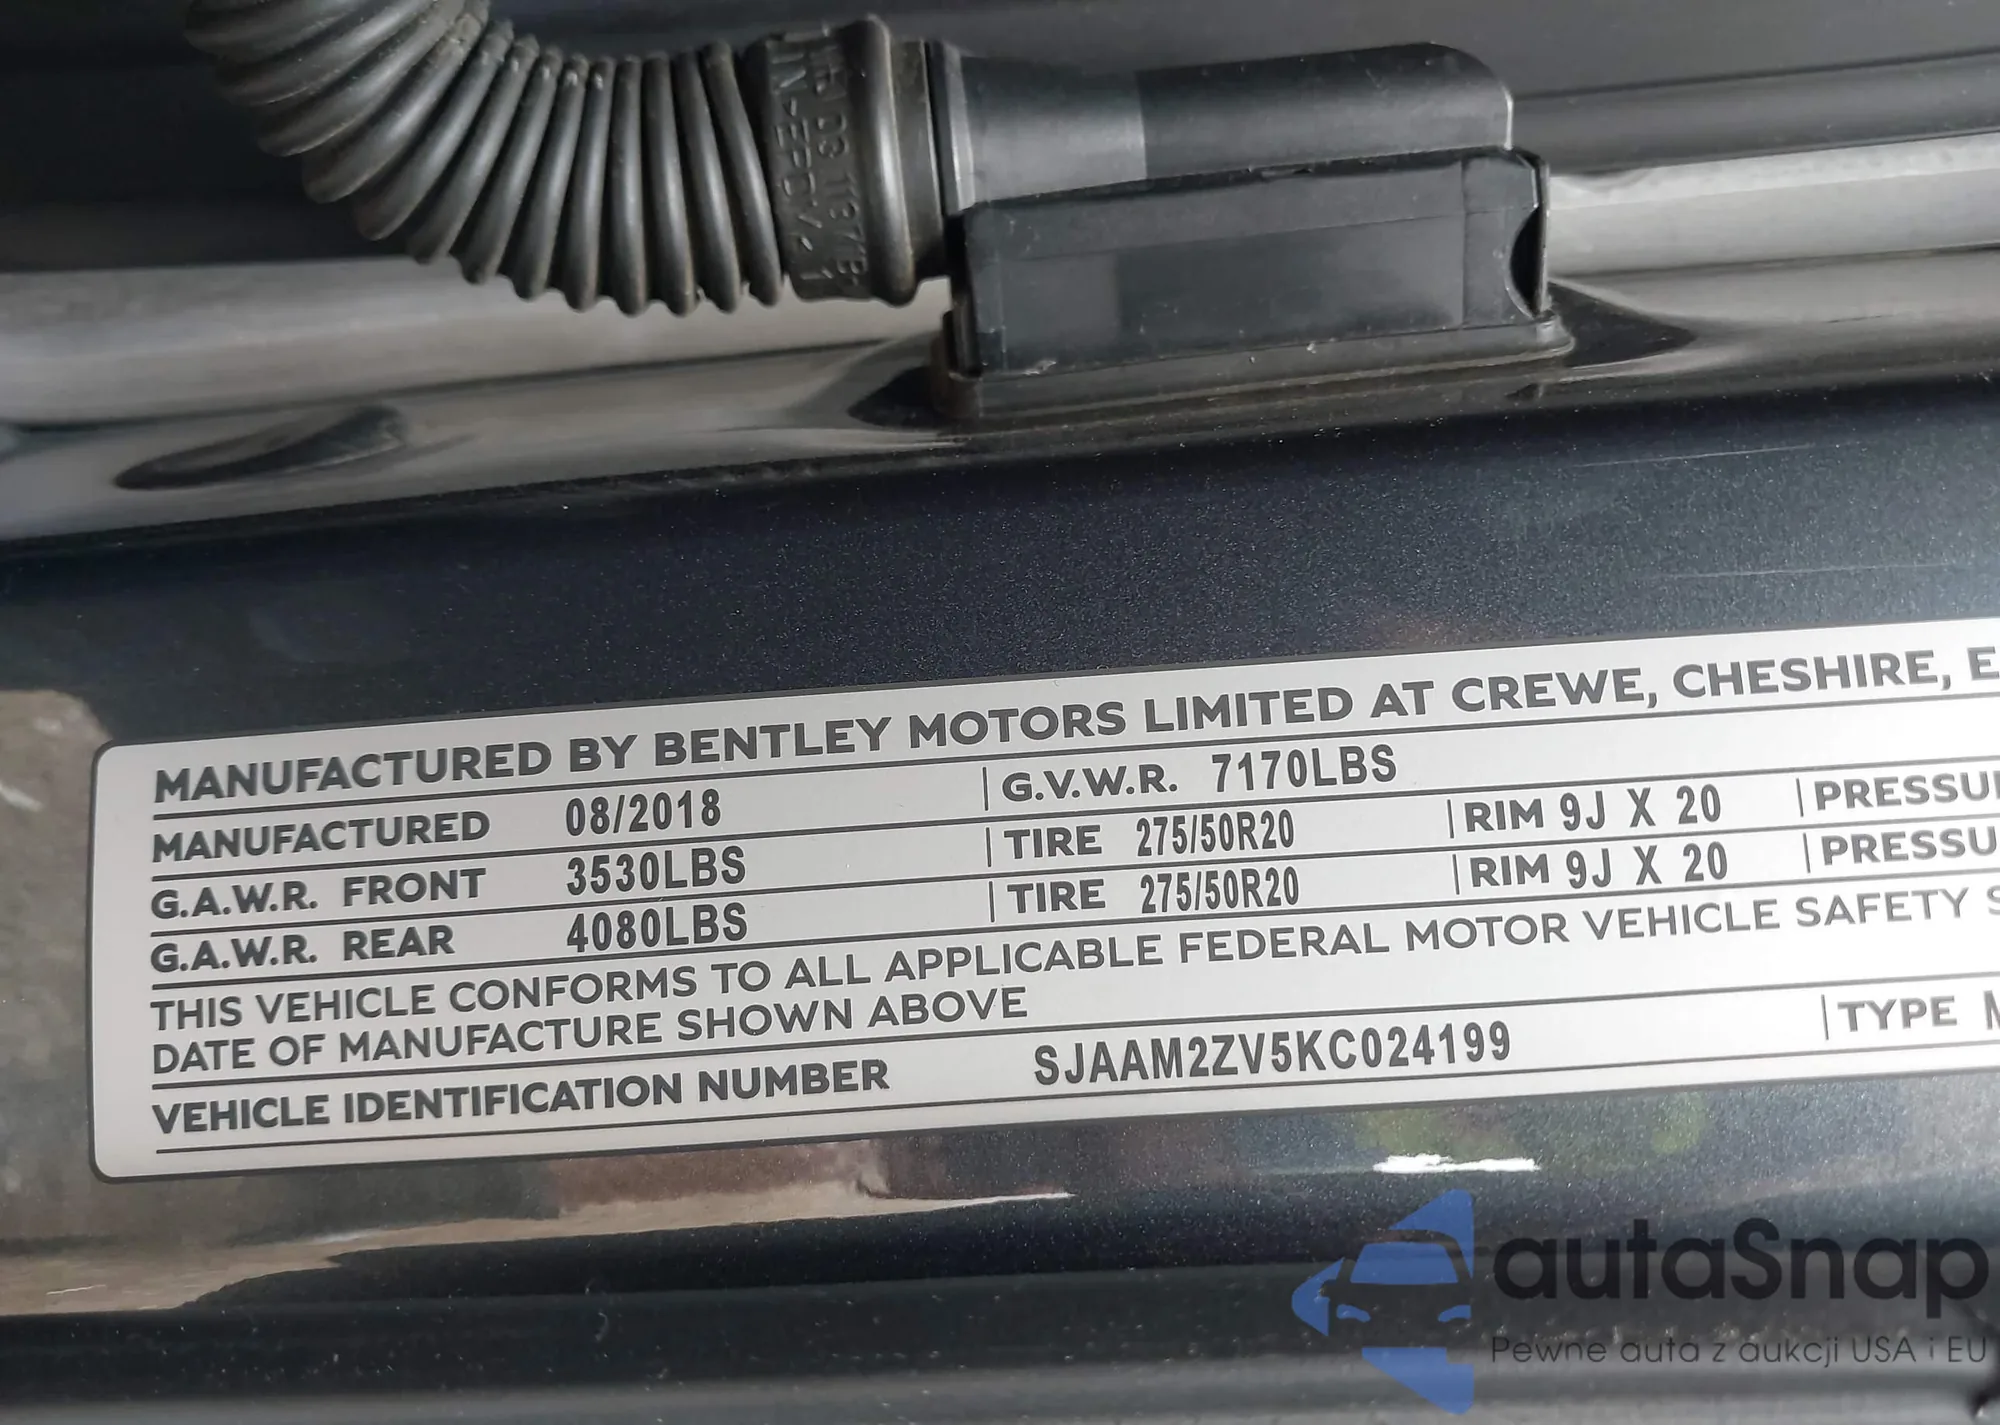 MANUFACTURED BY BENTLEY MOTORS LIMITED AT CREWE, CHESHIRE, E
MANUFACTURED 08/2018 G.V.W.R. 7170LBS
G.A.W.R. FRONT 3530LBS TIRE 275/50R20 RIM 9J X 20 PRESSU
G.A.W.R. REAR 4080LBS TIRE 275/50R20 RIM 9J X 20 PRESSU
THIS VEHICLE CONFORMS TO ALL APPLICABLE FEDERAL MOTOR VEHICLE SAFETY S
DATE OF MANUFACTURE SHOWN ABOVE
VEHICLE IDENTIFICATION NUMBER SJAAM2ZV5KC024199 TYPE M
autaSnap
Pewne auta z aukcji USA i EU